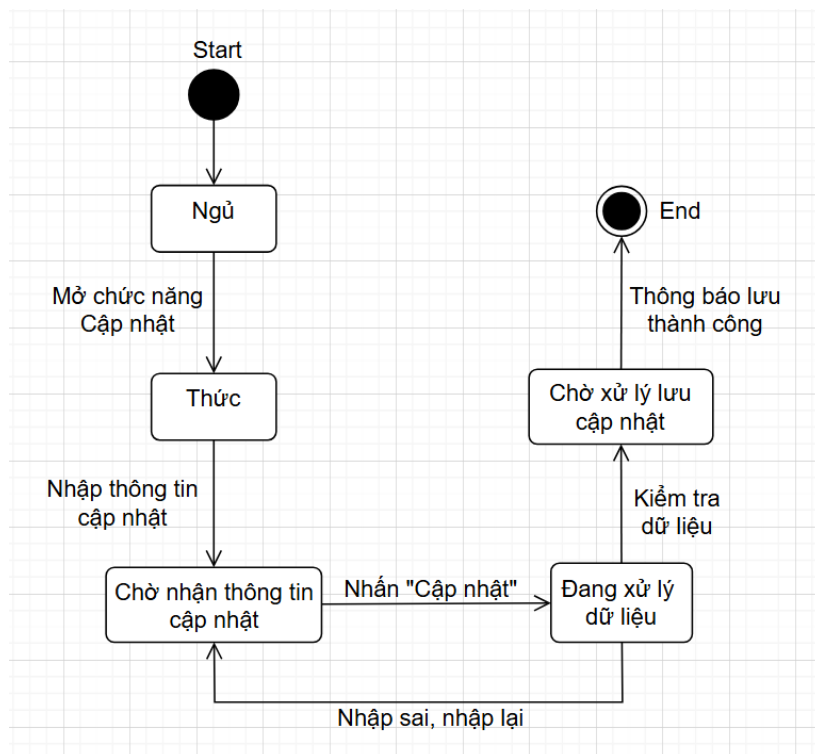 Start
Ngủ
Mở chức năng
Cập nhật
Thức
Nhập thông tin
cập nhật
Chờ nhận thông tin
cập nhật
Nhấn "Cập nhật"
Đang xử lý
dữ liệu
Nhập sai, nhập lại
Kiểm tra
dữ liệu
Chờ xử lý lưu
cập nhật
Thông báo lưu
thành công
End